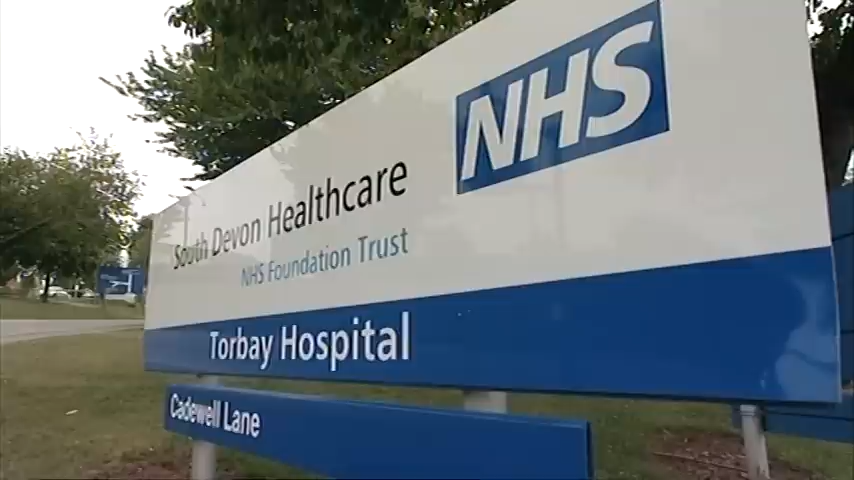 NHS
South Devon Healthcare
NHS Foundation Trust
Torbay Hospital
Cadewell Lane